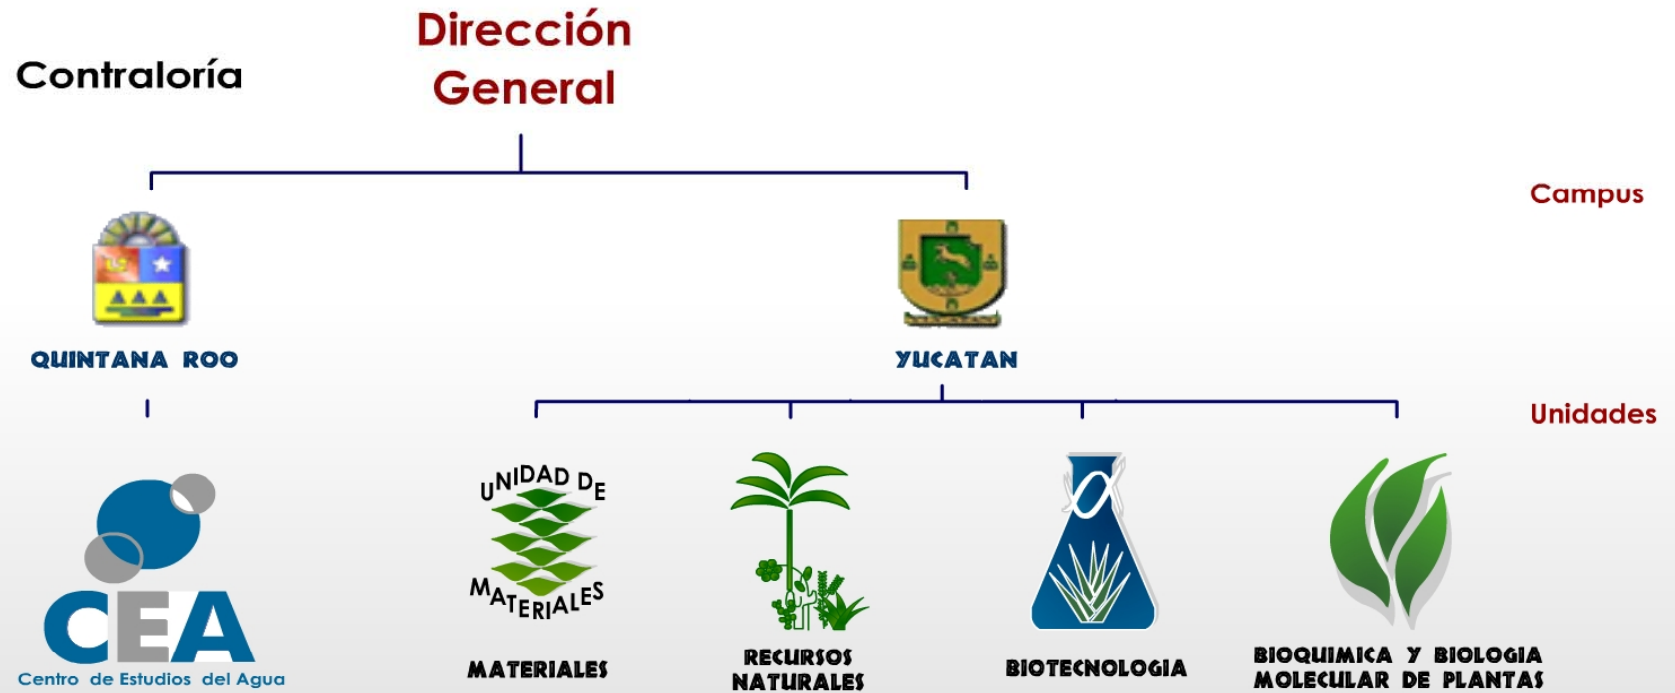 Dirección
General
Contraloría
Campus
QUINTANA ROO
YUCATAN
Unidades
UNIDAD DE
MATERIALES
CEA
Centro de Estudios del Agua
MATERIALES
RECURSOS
NATURALES
BIOTECNOLOGIA
BIOQUIMICA Y BIOLOGIA
MOLECULAR DE PLANTAS